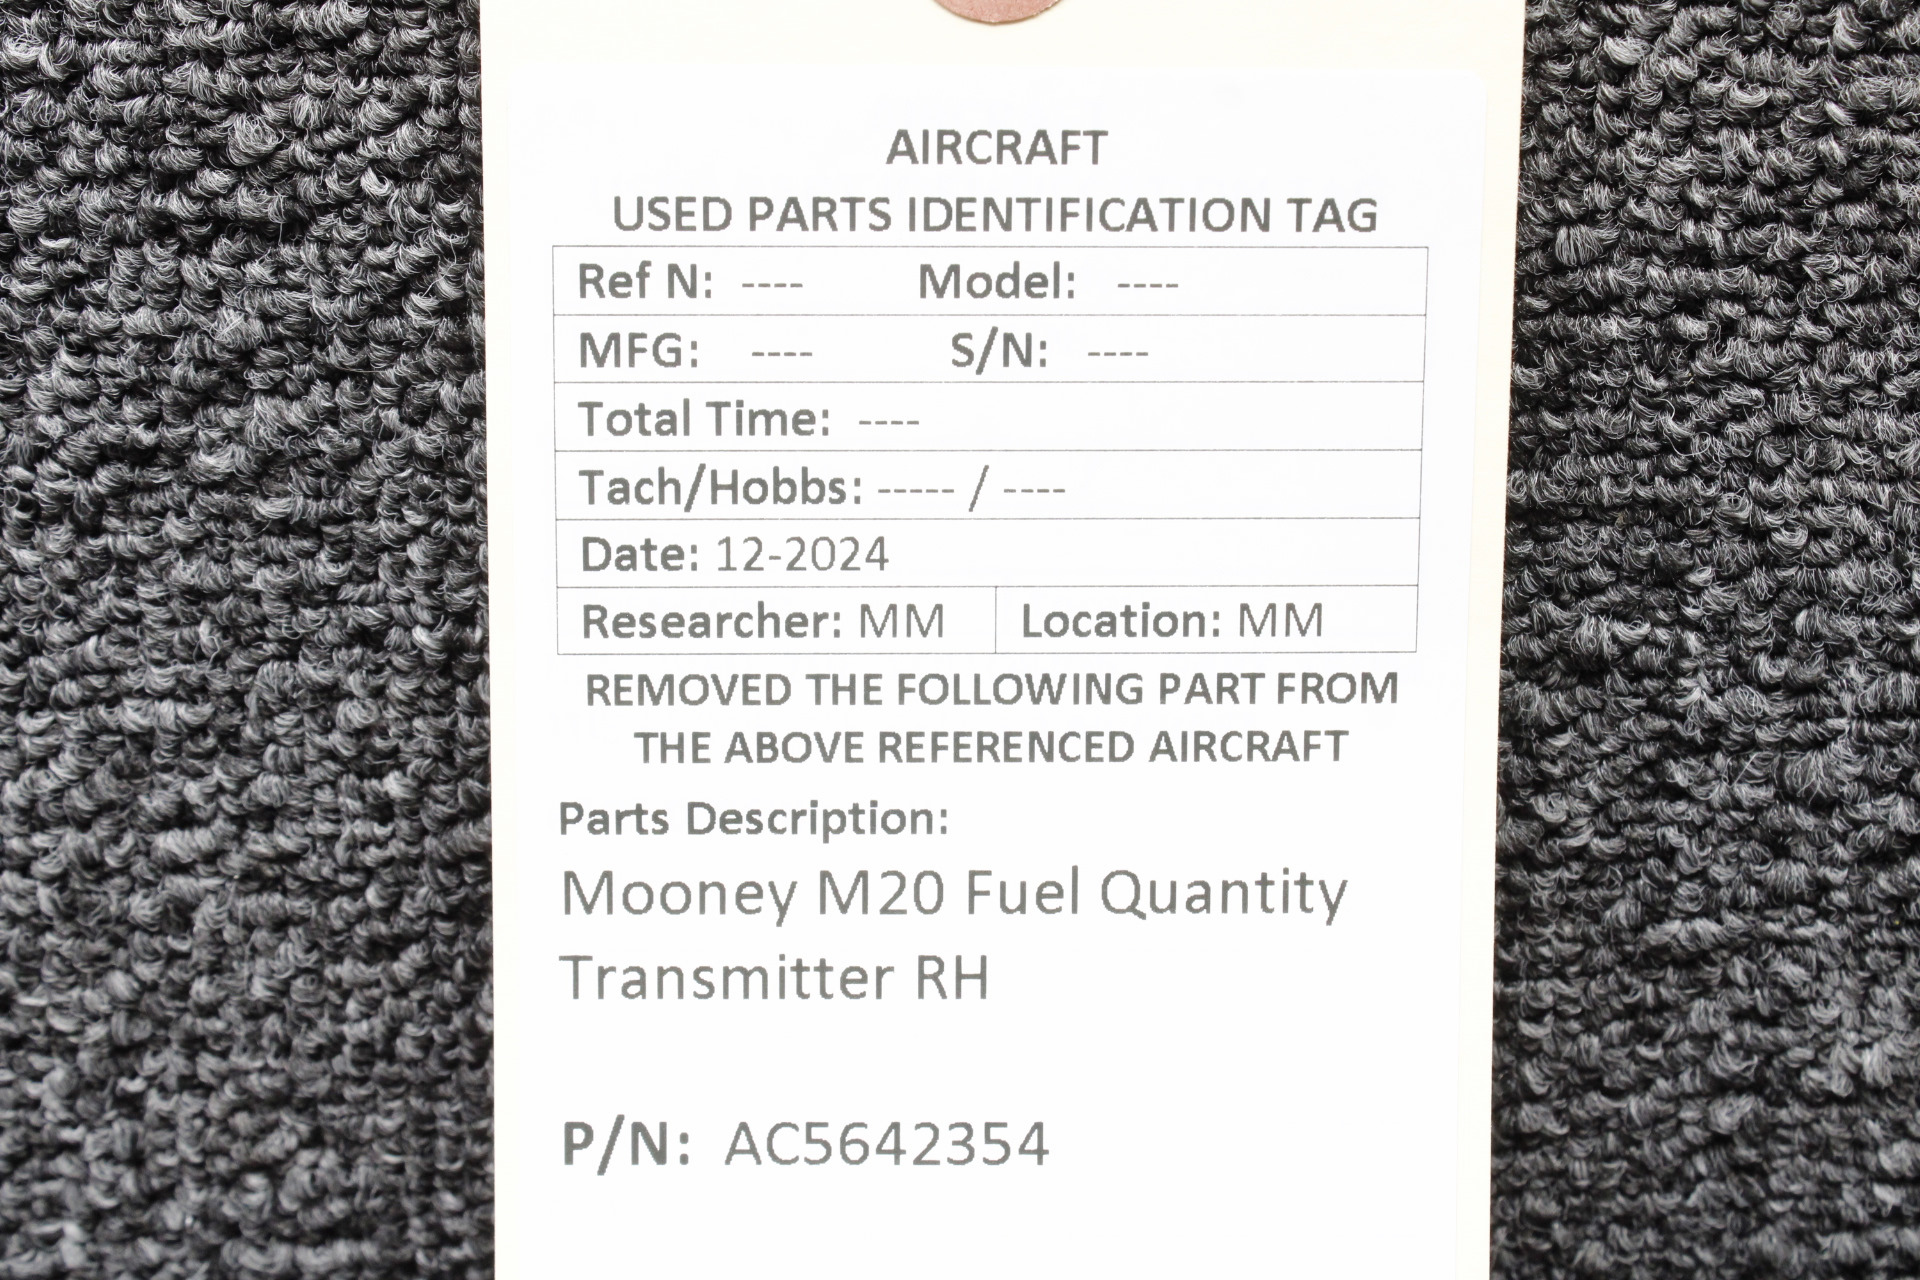 AIRCRAFT
USED PARTS IDENTIFICATION TAG
Ref N: ---- Model: ----
MFG: ---- S/N: ----
Total Time: ----
Tach/Hobbs: ----- / ----
Date: 12-2024
Researcher: MM Location: MM
REMOVED THE FOLLOWING PART FROM
THE ABOVE REFERENCED AIRCRAFT
Parts Description:
Mooney M20 Fuel Quantity
Transmitter RH
P/N: AC5642354